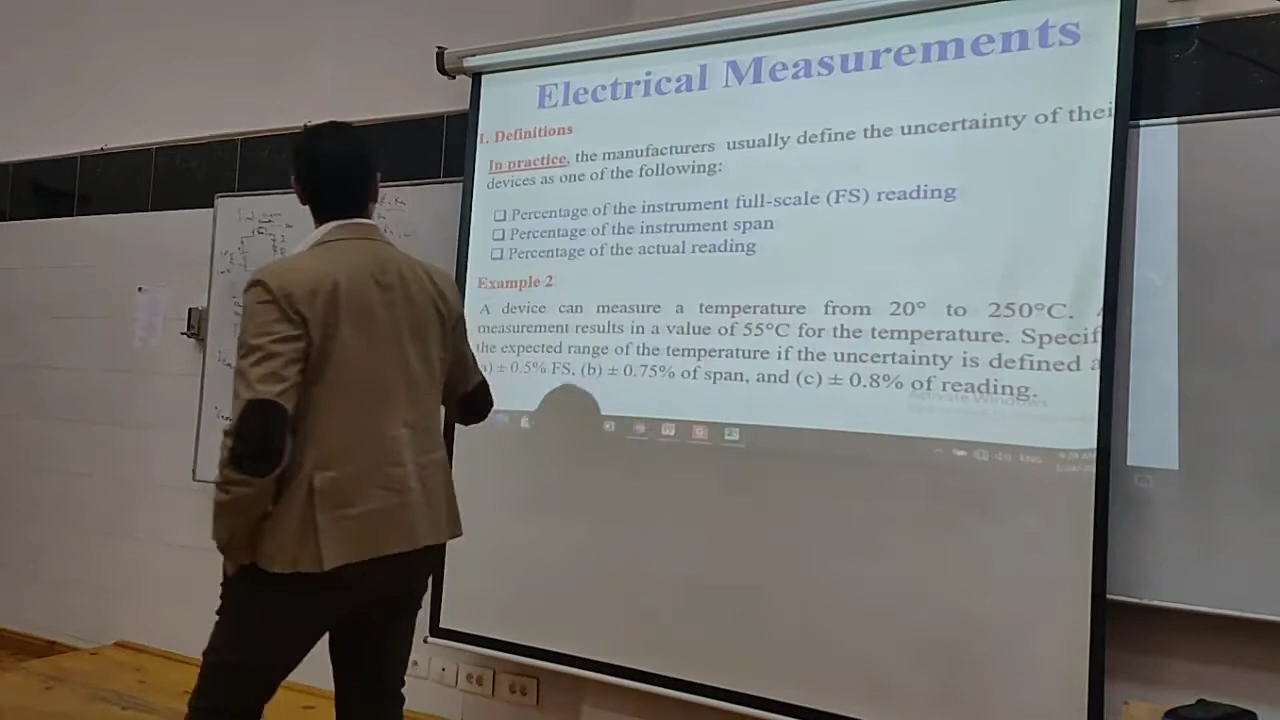 Electrical Measurements
I. Definitions
In practice, the manufacturers usually define the uncertainty of thei
devices as one of the following:
❑ Percentage of the instrument full-scale (FS) reading
❑ Percentage of the instrument span
❑ Percentage of the actual reading
Example 2
A device can measure a temperature from 20° to 250°C. A
measurement results in a value of 55°C for the temperature. Specif
the expected range of the temperature if the uncertainty is defined a
a) ± 0.5% FS, (b) ± 0.75% of span, and (c) ± 0.8% of reading.
Activate Windows
ENG